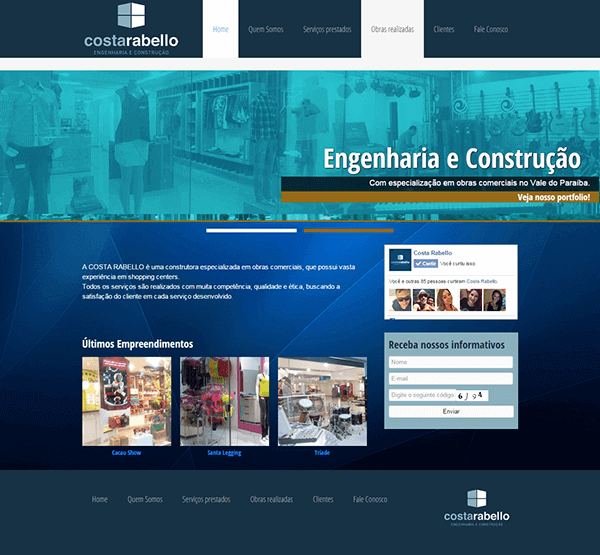 costarabello
ENGENHARIA E CONSTRUÇÃO
Home Quem Somos Serviços prestados Obras realizadas Clientes Fale Conosco
Engenharia e Construção
Com especialização em obras comerciais no Vale do Paraíba.
Veja nosso portfolio!
A COSTA RABELLO é uma construtora especializada em obras comerciais, que possui vasta
experiência em shopping centers.
Todos os serviços são realizados com muita competência, qualidade e ética, buscando a
satisfação do cliente em cada serviço desenvolvido.
Costa Rabello
Curtir Você curtiu isso.
Você e outras 85 pessoas curtiram Costa Rabello.
Últimos Empreendimentos
Cacau Show
Santa Legging
Triade
Receba nossos informativos
Nome
E-mail
Digite o seguinte código
Enviar
Home Quem Somos Serviços prestados Obras realizadas Clientes Fale Conosco
costarabello
ENGENHARIA E CONSTRUÇÃO